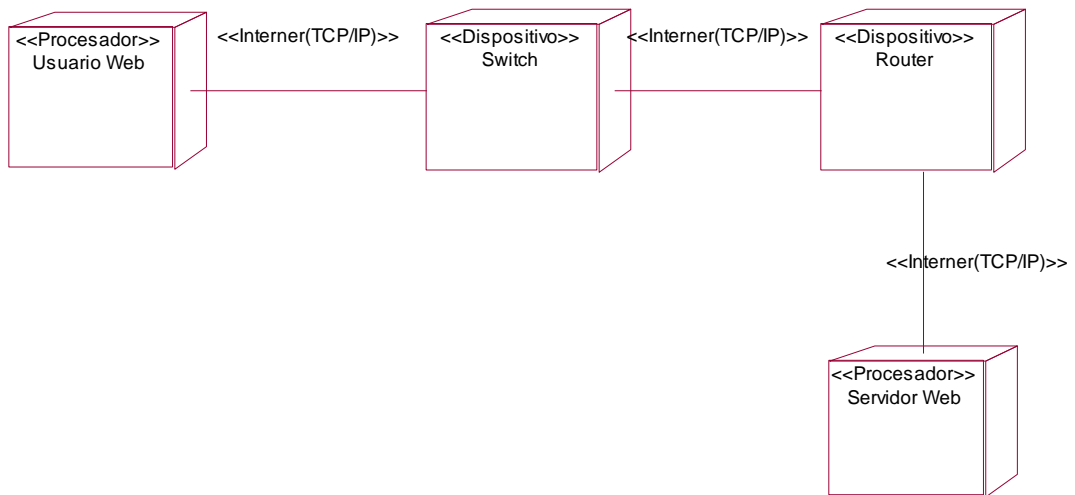 <<Procesador>>
Usuario Web
<<Interner(TCP/IP)>>
<<Dispositivo>>
Switch
<<Interner(TCP/IP)>>
<<Dispositivo>>
Router
<<Interner(TCP/IP)>>
<<Procesador>>
Servidor Web